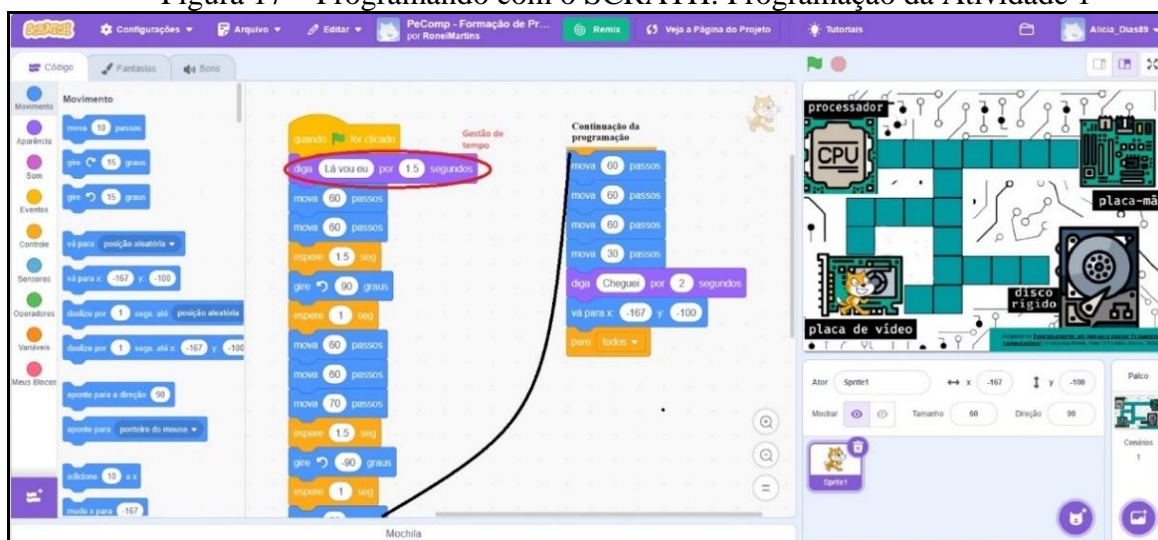 Figura 17 – Programando com o SCRATH: Programação da Atividade 1
SCRATCH
Configurações
Arquivo
Editar
PeComp - Formação de Pr...
por RoneiMartins
Remix
Veja a Página do Projeto
Tutoriais
Alicia_Dias89
Código
Fantasias
Sons
Movimento
Aparência
Som
Eventos
Controle
Sensores
Operadores
Variáveis
Meus Blocos
Movimento
mova 10 passos
gire 15 graus
gire 15 graus
vá para posição aleatória
vá para x: -167 y: -100
deslize por 1 segs. até posição aleatória
deslize por 1 segs. até x: -167 y: -100
aponte para a direção 90
aponte para ponteiro do mouse
adicione 10 a x
mude x para -167
quando for clicado
Gestão de
tempo
diga Lá vou eu por 1.5 segundos
mova 60 passos
mova 60 passos
espere 1.5 seg
gire 90 graus
espere 1 seg
mova 60 passos
mova 60 passos
mova 70 passos
espere 1.5 seg
gire -90 graus
espere 1 seg
Continuação da
programação
mova 60 passos
mova 60 passos
mova 60 passos
mova 30 passos
diga Cheguei por 2 segundos
vá para x: -167 y: -100
pare todos
Mochila
processador
CPU
placa-mã
disco
rígido
placa de vídeo
Ator Sprite1 x -167 y -100
Mostrar Tamanho 60 Direção 90
Sprite1
Palco
Cenários
1